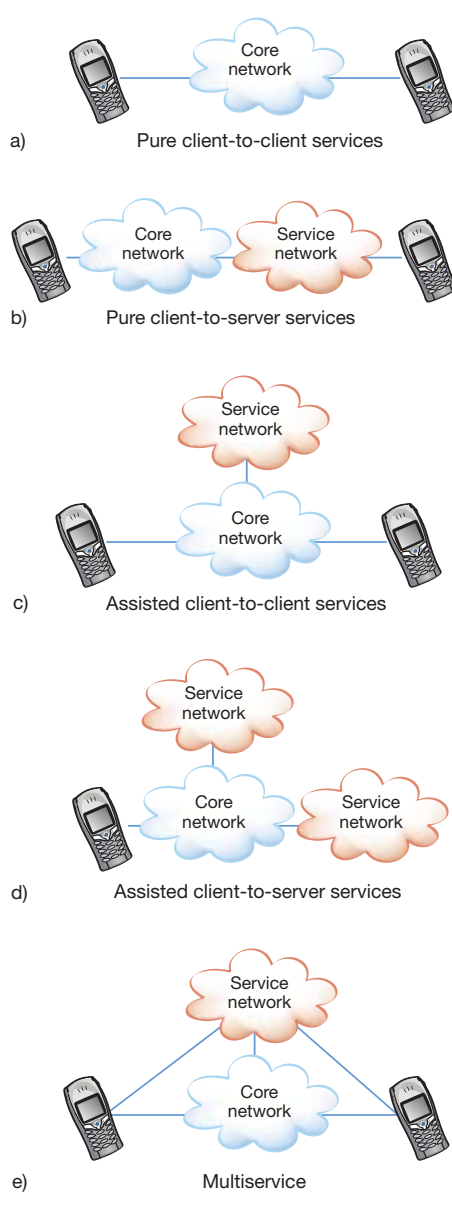 Core
network
a) Pure client-to-client services
Core
network
Service
network
b) Pure client-to-server services
Service
network
Core
network
c) Assisted client-to-client services
Service
network
Core
network
Service
network
d) Assisted client-to-server services
Service
network
Core
network
e) Multiservice